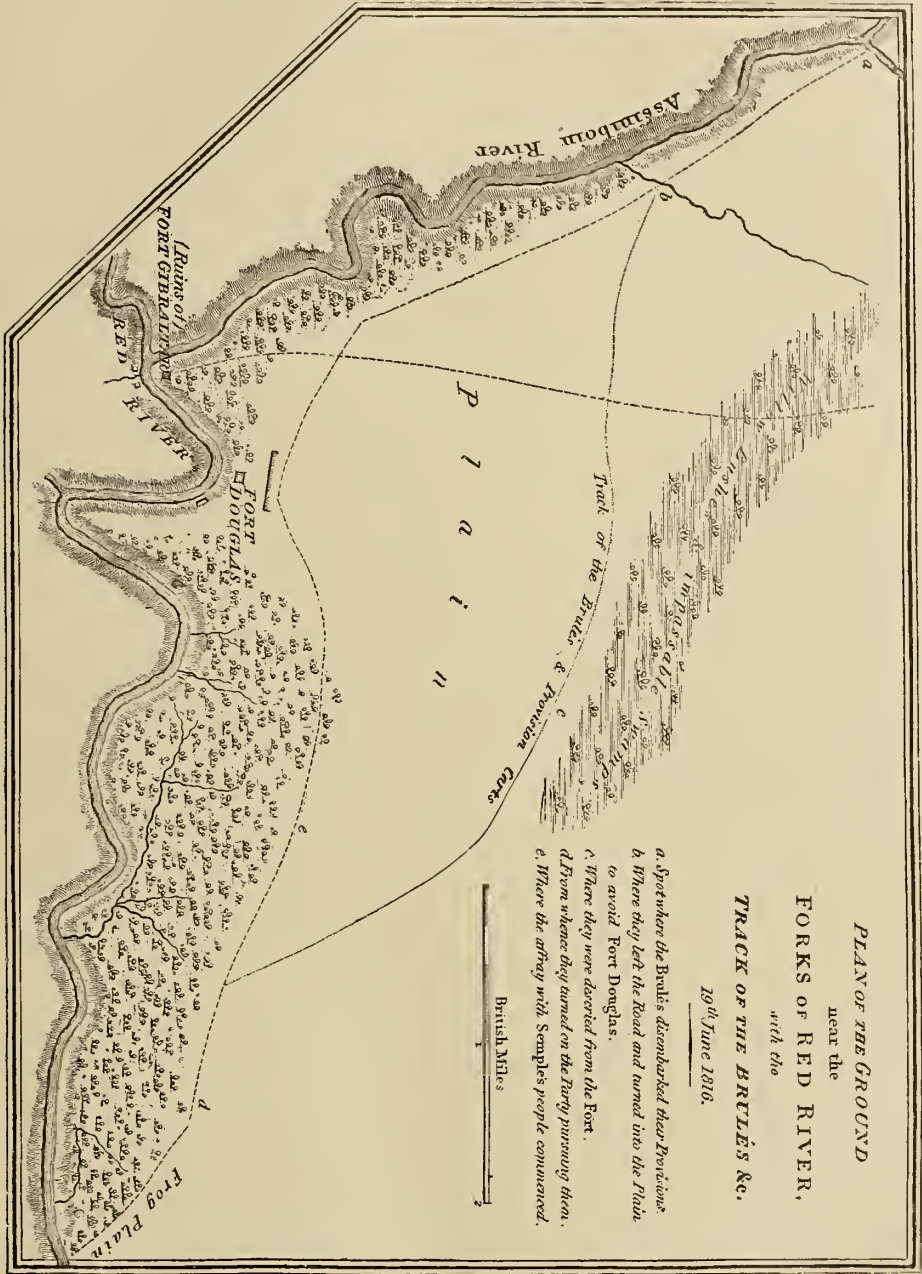 PLAN OF THE GROUND
near the
FORKS OF RED RIVER,
with the
TRACK OF THE BRULÉS &c.
19th June 1816.
a. Spot where the Brulés disembarked their Provisions.
b. Where they left the Road and turned into the Plain
to avoid Fort Douglas.
c. Where they were descried from the Fort.
d. From whence they turned on the Party pursuing them.
e. Where the affray with Semple's people commenced.
British Miles
1
2
a
Assiniboin River
b
impassable swamp
Track of the Brulés & Provision Carts
c
Plain
(Ruins of)
FORT GIBRALTAR
RED RIVER
FORT
DOUGLAS
e
d
Frog Plain